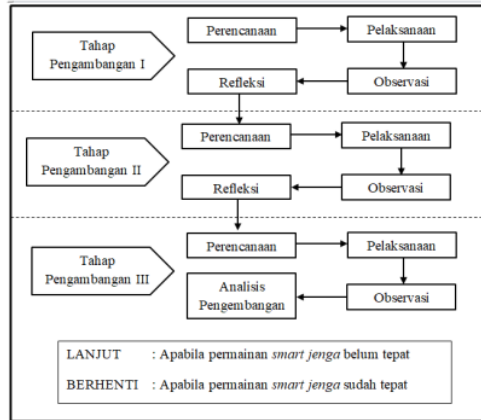 Tahap
Pengambangan I
Perencanaan
Pelaksanaan
Refleksi
Observasi
Tahap
Pengambangan II
Perencanaan
Pelaksanaan
Refleksi
Observasi
Tahap
Pengambangan III
Perencanaan
Pelaksanaan
Analisis
Pengembangan
Observasi
LANJUT : Apabila permainan smart jenga belum tepat
BERHENTI : Apabila permainan smart jenga sudah tepat